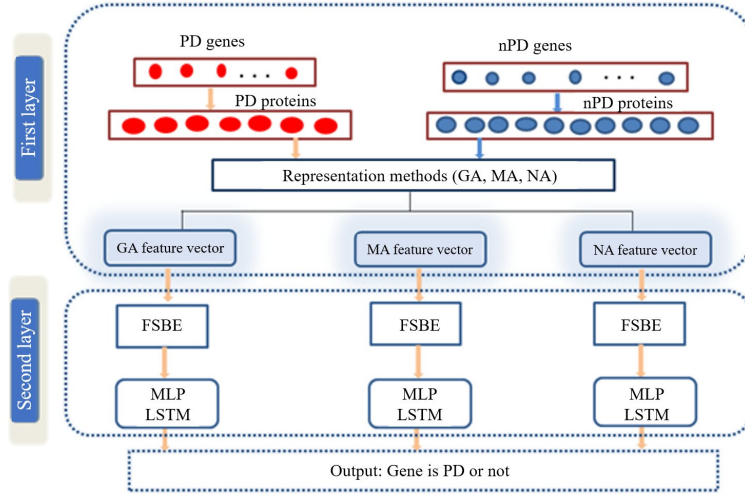 First layer
PD genes
nPD genes
. . .
. . .
PD proteins
nPD proteins
Representation methods (GA, MA, NA)
GA feature vector
MA feature vector
NA feature vector
Second layer
FSBE
FSBE
FSBE
MLP
LSTM
MLP
LSTM
MLP
LSTM
Output: Gene is PD or not